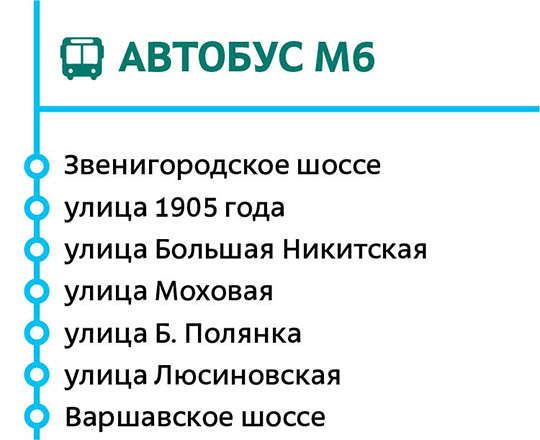 АВТОБУС М6
Звенигородское шоссе
улица 1905 года
улица Большая Никитская
улица Моховая
улица Б. Полянка
улица Люсиновская
Варшавское шоссе